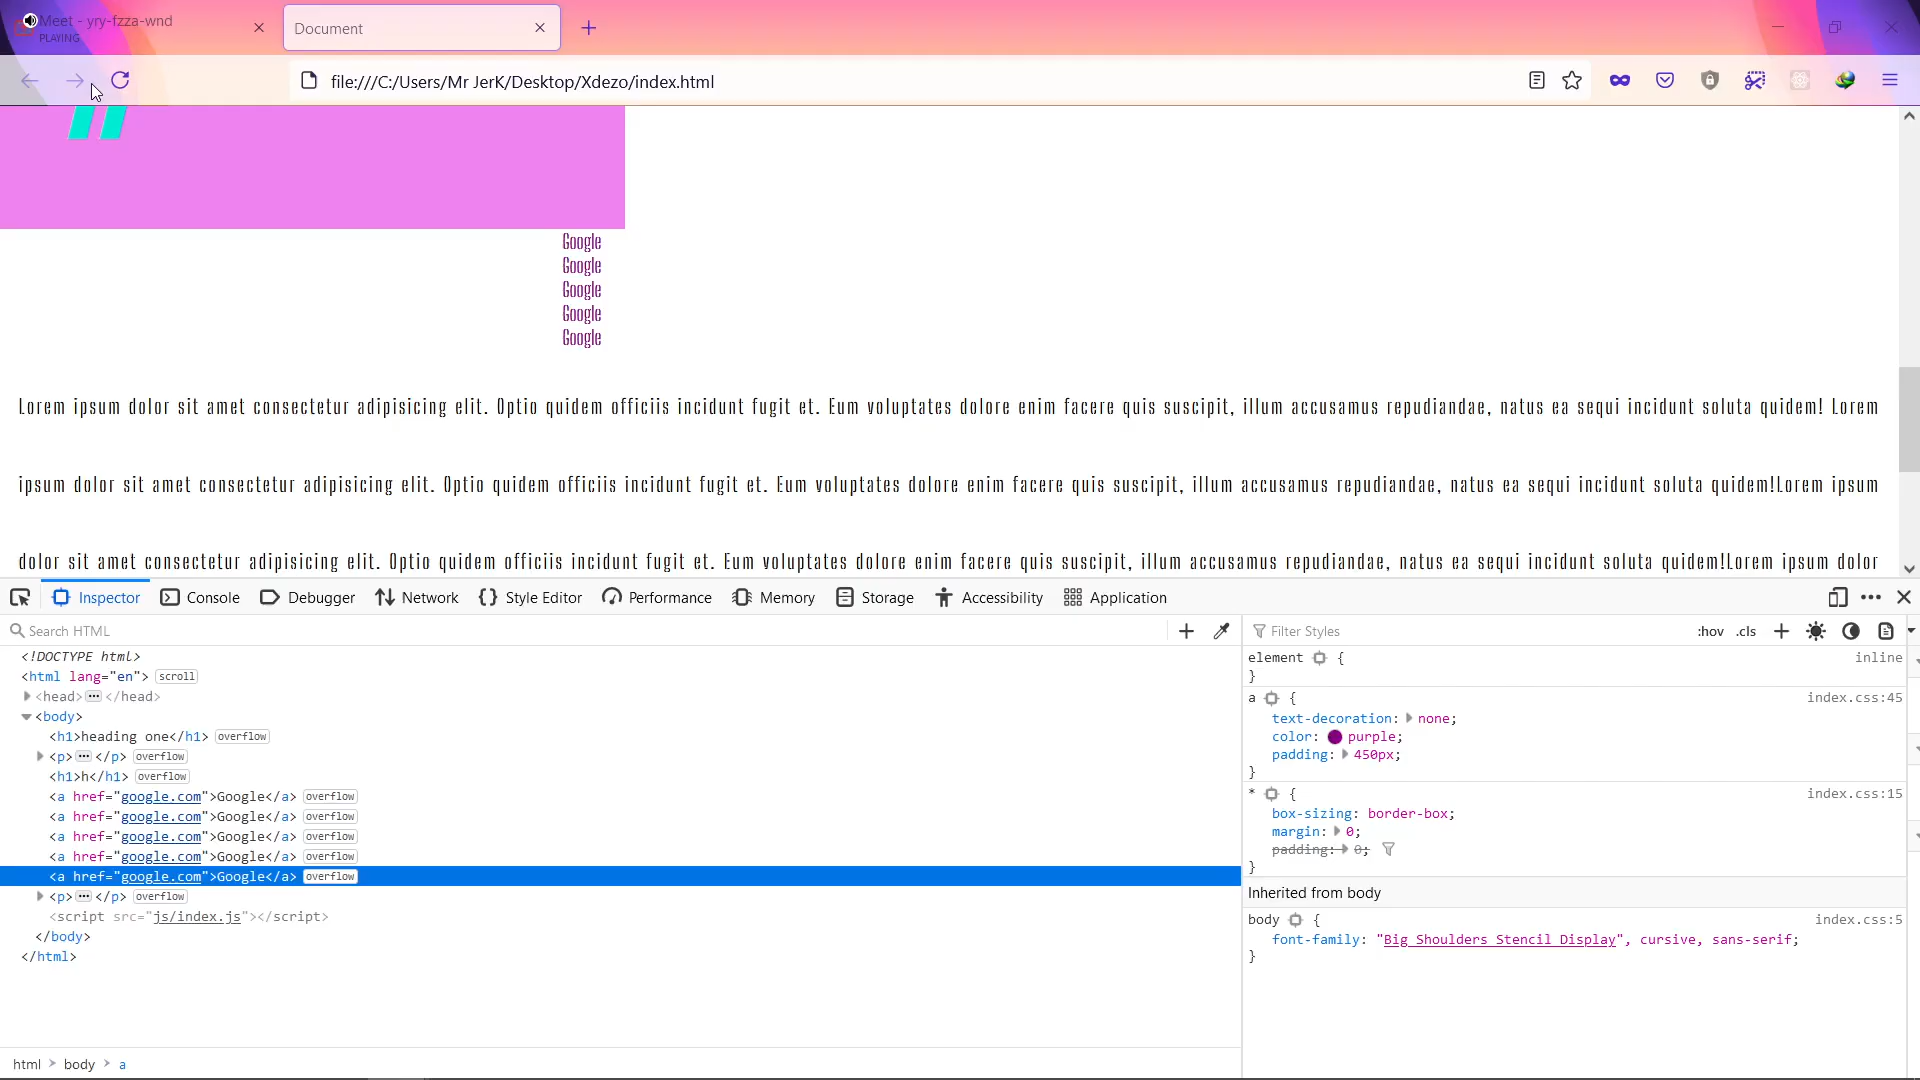 Meet - yry-fzza-wnd
PLAYING
Document
file:///C:/Users/Mr JerK/Desktop/Xdezo/index.html
Google
Google
Google
Google
Google
Lorem ipsum dolor sit amet consectetur adipisicing elit. Optio quidem officiis incidunt fugit et. Eum voluptates dolore enim facere quis suscipit, illum accusamus repudiandae, natus ea sequi incidunt soluta quidem! Lorem
ipsum dolor sit amet consectetur adipisicing elit. Optio quidem officiis incidunt fugit et. Eum voluptates dolore enim facere quis suscipit, illum accusamus repudiandae, natus ea sequi incidunt soluta quidem!Lorem ipsum
dolor sit amet consectetur adipisicing elit. Optio quidem officiis incidunt fugit et. Eum voluptates dolore enim facere quis suscipit, illum accusamus repudiandae, natus ea sequi incidunt soluta quidem!Lorem ipsum dolor
Inspector Console Debugger Network Style Editor Performance Memory Storage Accessibility Application
Search HTML
<!DOCTYPE html>
<html lang="en"> scroll
<head> ··· </head>
<body>
<h1>heading one</h1> overflow
<p> ··· </p> overflow
<h1>h</h1> overflow
<a href="google.com">Google</a> overflow
<a href="google.com">Google</a> overflow
<a href="google.com">Google</a> overflow
<a href="google.com">Google</a> overflow
<a href="google.com">Google</a> overflow
<p> ··· </p> overflow
<script src="js/index.js"></script>
</body>
</html>
html > body > a
Filter Styles :hov .cls
element { inline
}
a { index.css:45
text-decoration: none;
color: purple;
padding: 450px;
}
* { index.css:15
box-sizing: border-box;
margin: 0;
padding: 0;
}
Inherited from body
body { index.css:5
font-family: "Big Shoulders Stencil Display", cursive, sans-serif;
}